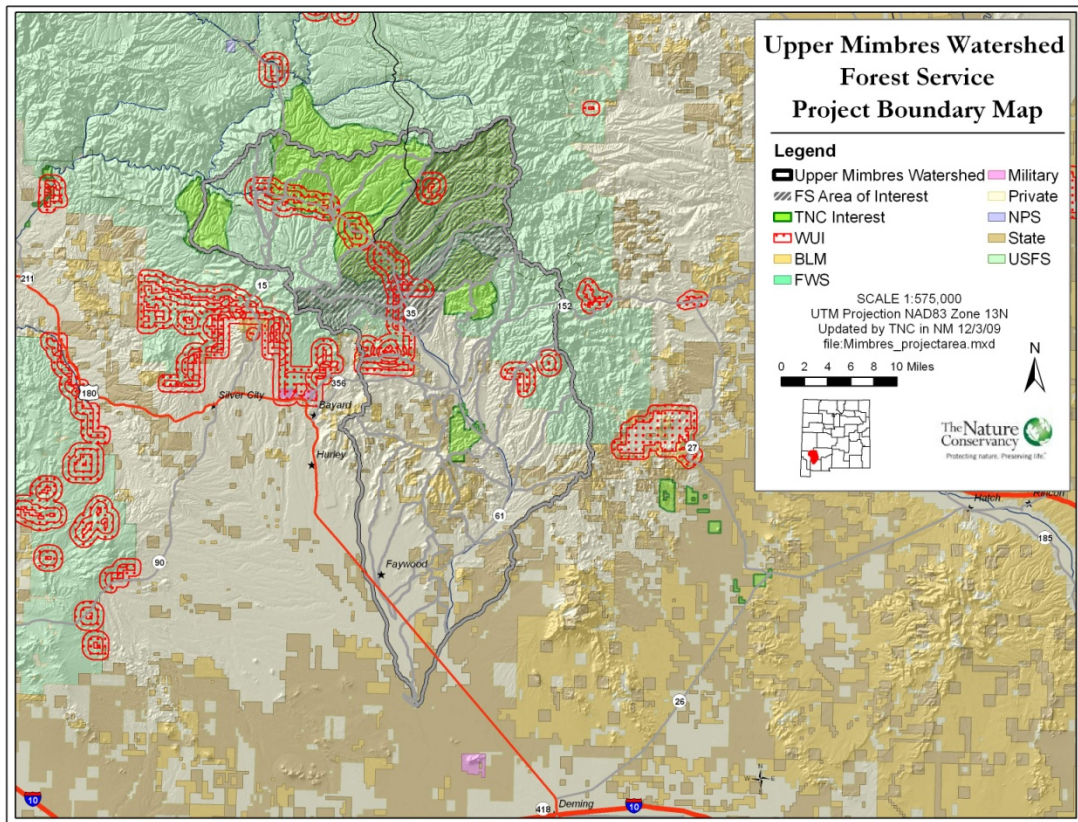 Upper Mimbres Watershed
Forest Service
Project Boundary Map
Legend
Upper Mimbres Watershed
FS Area of Interest
TNC Interest
WUI
BLM
FWS
Military
Private
NPS
State
USFS
SCALE 1:575,000
UTM Projection NAD83 Zone 13N
Updated by TNC in NM 12/3/09
file:Mimbres_projectarea.mxd
0 2 4 6 8 10 Miles
N
The Nature
Conservancy
Protecting nature. Preserving life.™
211
15
35
152
180
Silver City
356
Bayard
Hurley
27
Hatch
Rincon
185
61
90
Faywood
26
10
418
Deming
10
N
W
E
S